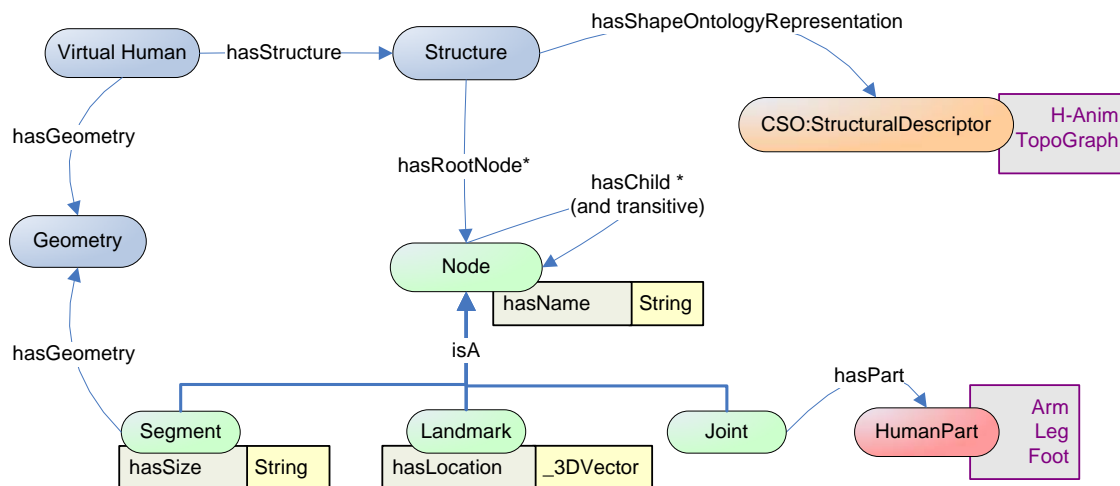 hasShapeOntologyRepresentation
Virtual Human
hasStructure
Structure
hasGeometry
CSO:StructuralDescriptor
H-Anim
TopoGraph
hasRootNode*
hasChild *
(and transitive)
Geometry
Node
hasName
String
hasGeometry
isA
hasPart
Segment
hasSize
String
Landmark
hasLocation
_3DVector
Joint
HumanPart
Arm
Leg
Foot